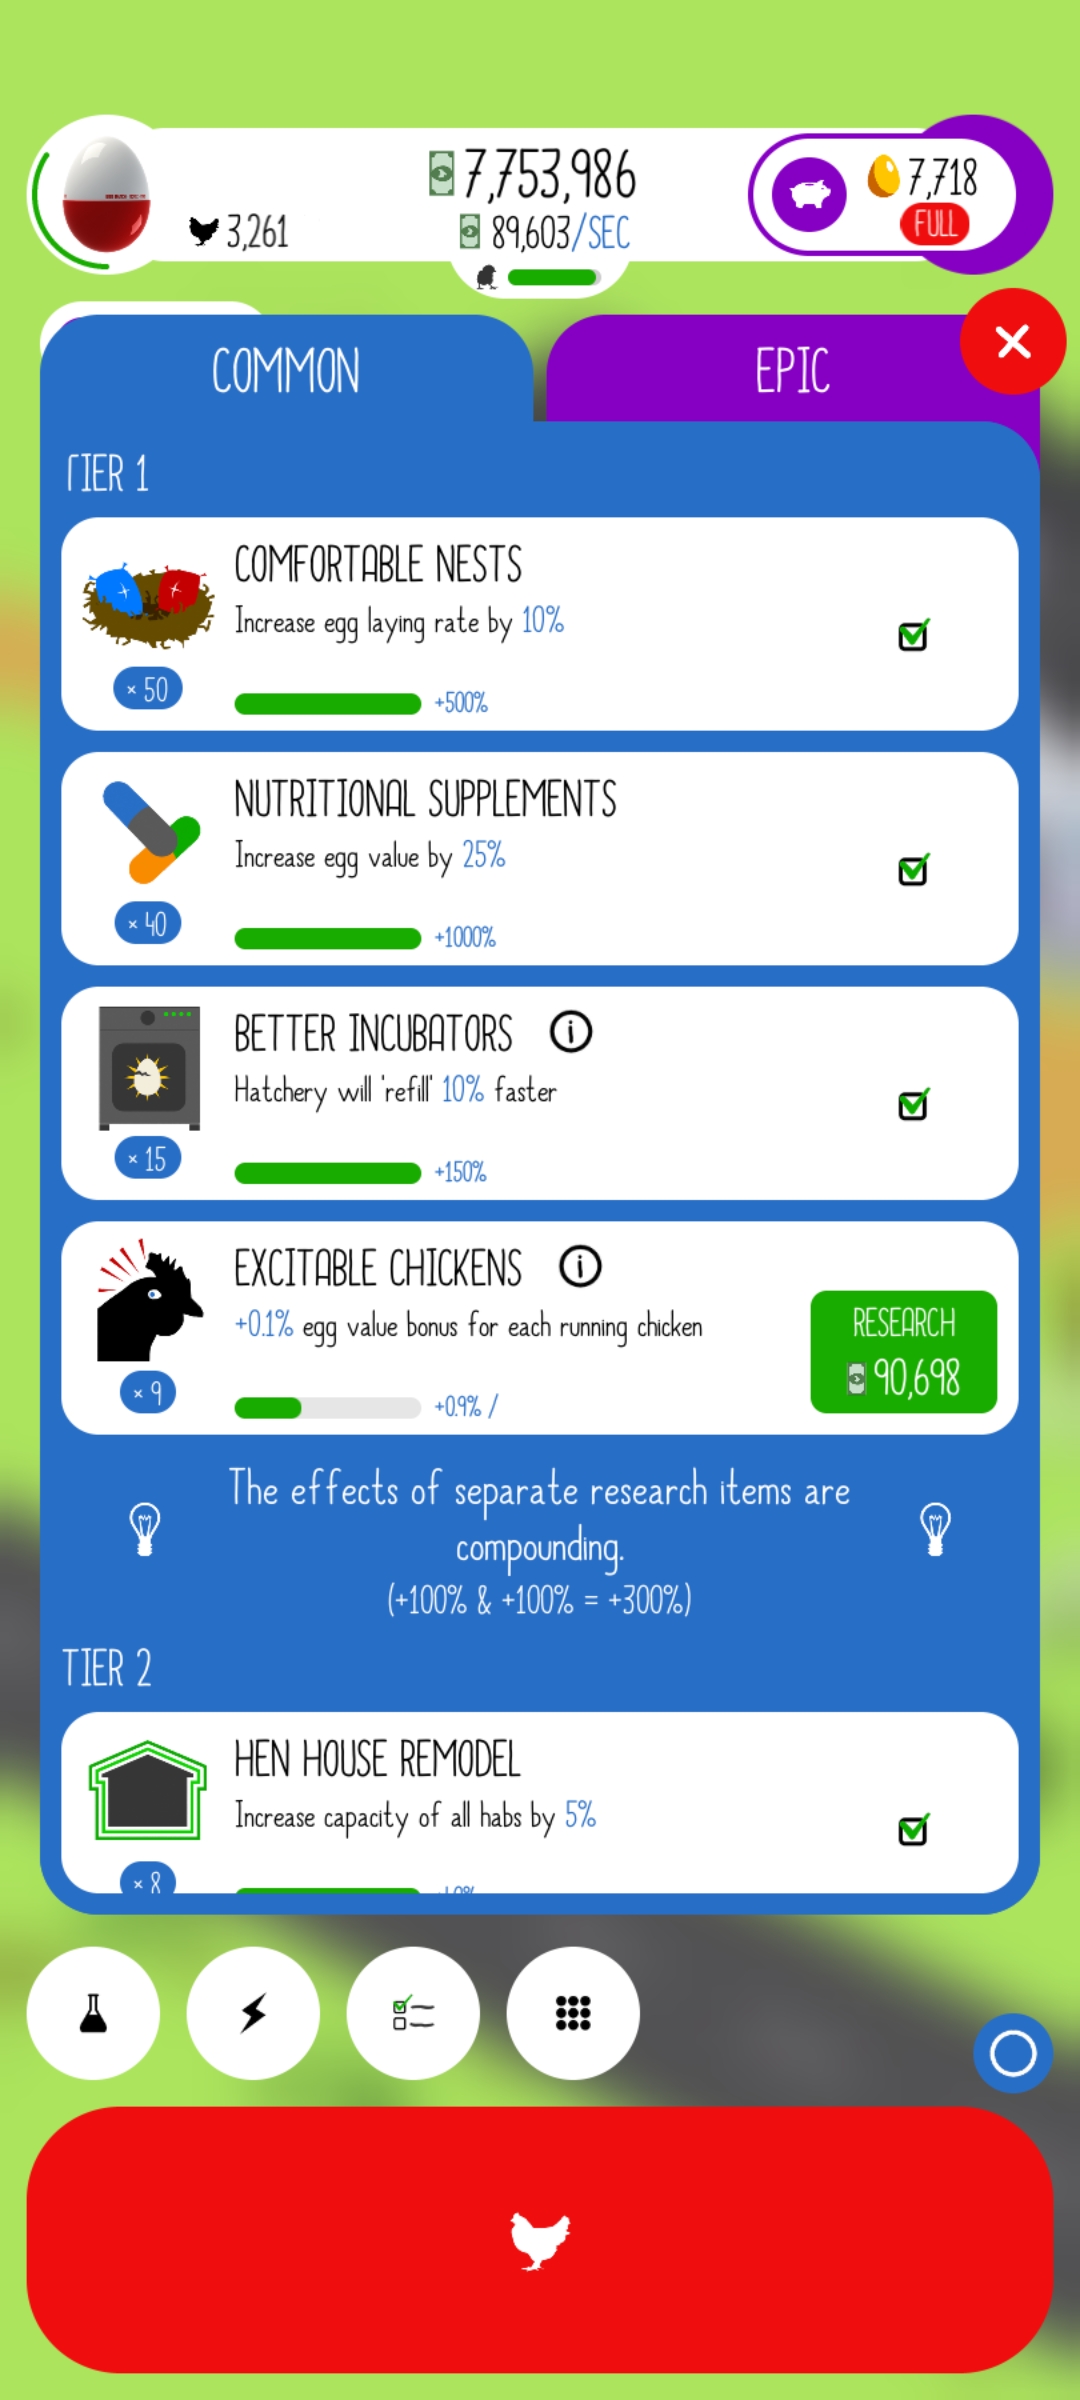 7,753,986
7,718
3,261
89,603/SEC
FULL
COMMON
EPIC
TIER 1
COMFORTABLE NESTS
Increase egg laying rate by 10%
× 50
+500%
NUTRITIONAL SUPPLEMENTS
Increase egg value by 25%
× 40
+1000%
BETTER INCUBATORS
Hatchery will 'refill' 10% faster
× 15
+150%
EXCITABLE CHICKENS
+0.1% egg value bonus for each running chicken
RESEARCH
90,698
× 9
+0.9% /
The effects of separate research items are
compounding.
(+100% & +100% = +300%)
TIER 2
HEN HOUSE REMODEL
Increase capacity of all habs by 5%
× 8